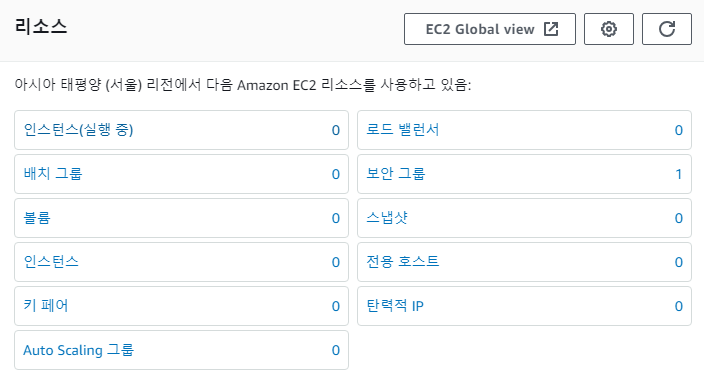 리소스
EC2 Global view
아시아 태평양 (서울) 리전에서 다음 Amazon EC2 리소스를 사용하고 있음:
인스턴스(실행 중) 0
로드 밸런서 0
배치 그룹 0
보안 그룹 1
볼륨 0
스냅샷 0
인스턴스 0
전용 호스트 0
키 페어 0
탄력적 IP 0
Auto Scaling 그룹 0